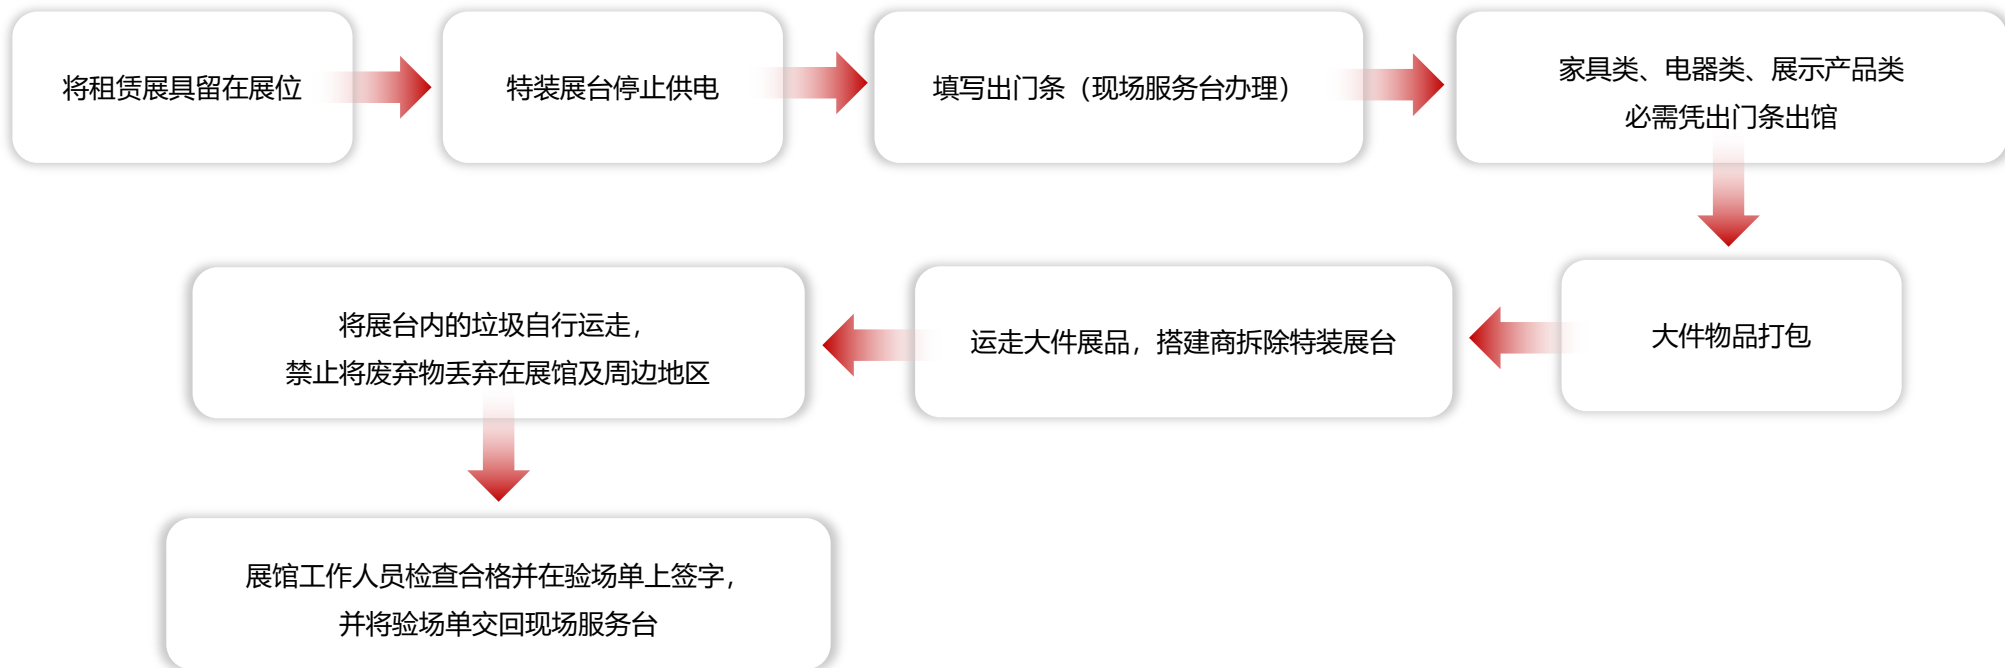 将租赁展具留在展位
特装展台停止供电
填写出门条（现场服务台办理）
家具类、电器类、展示产品类
必需凭出门条出馆
大件物品打包
运走大件展品，搭建商拆除特装展台
将展台内的垃圾自行运走，
禁止将废弃物丢弃在展馆及周边地区
展馆工作人员检查合格并在验场单上签字，
并将验场单交回现场服务台